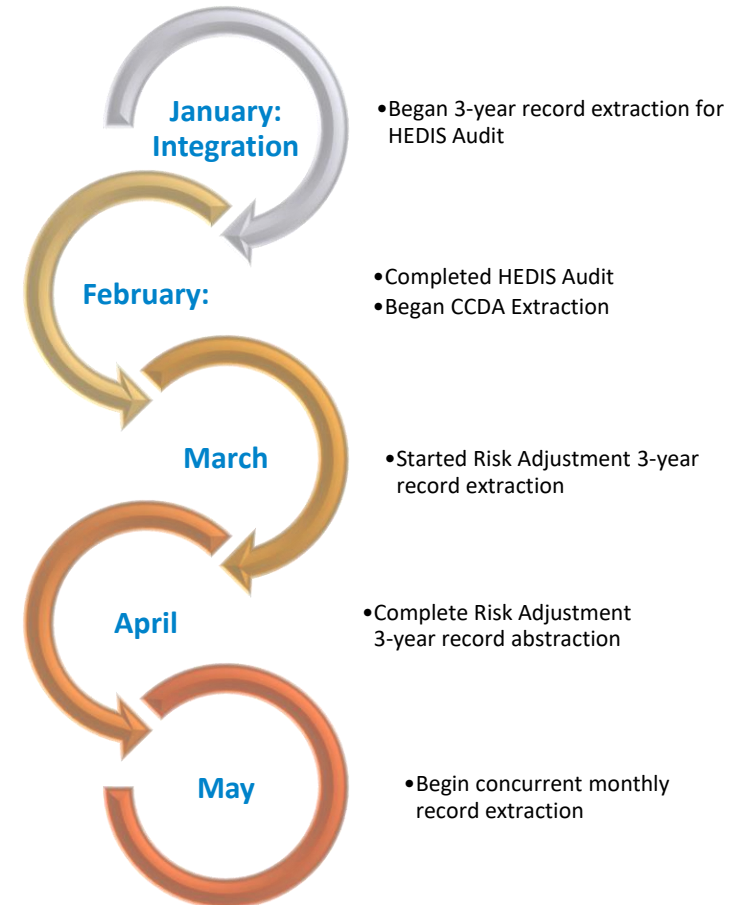 January:
Integration
•Began 3-year record extraction for
HEDIS Audit
February:
•Completed HEDIS Audit
•Began CCDA Extraction
March
•Started Risk Adjustment 3-year
record extraction
April
•Complete Risk Adjustment
3-year record abstraction
May
•Begin concurrent monthly
record extraction